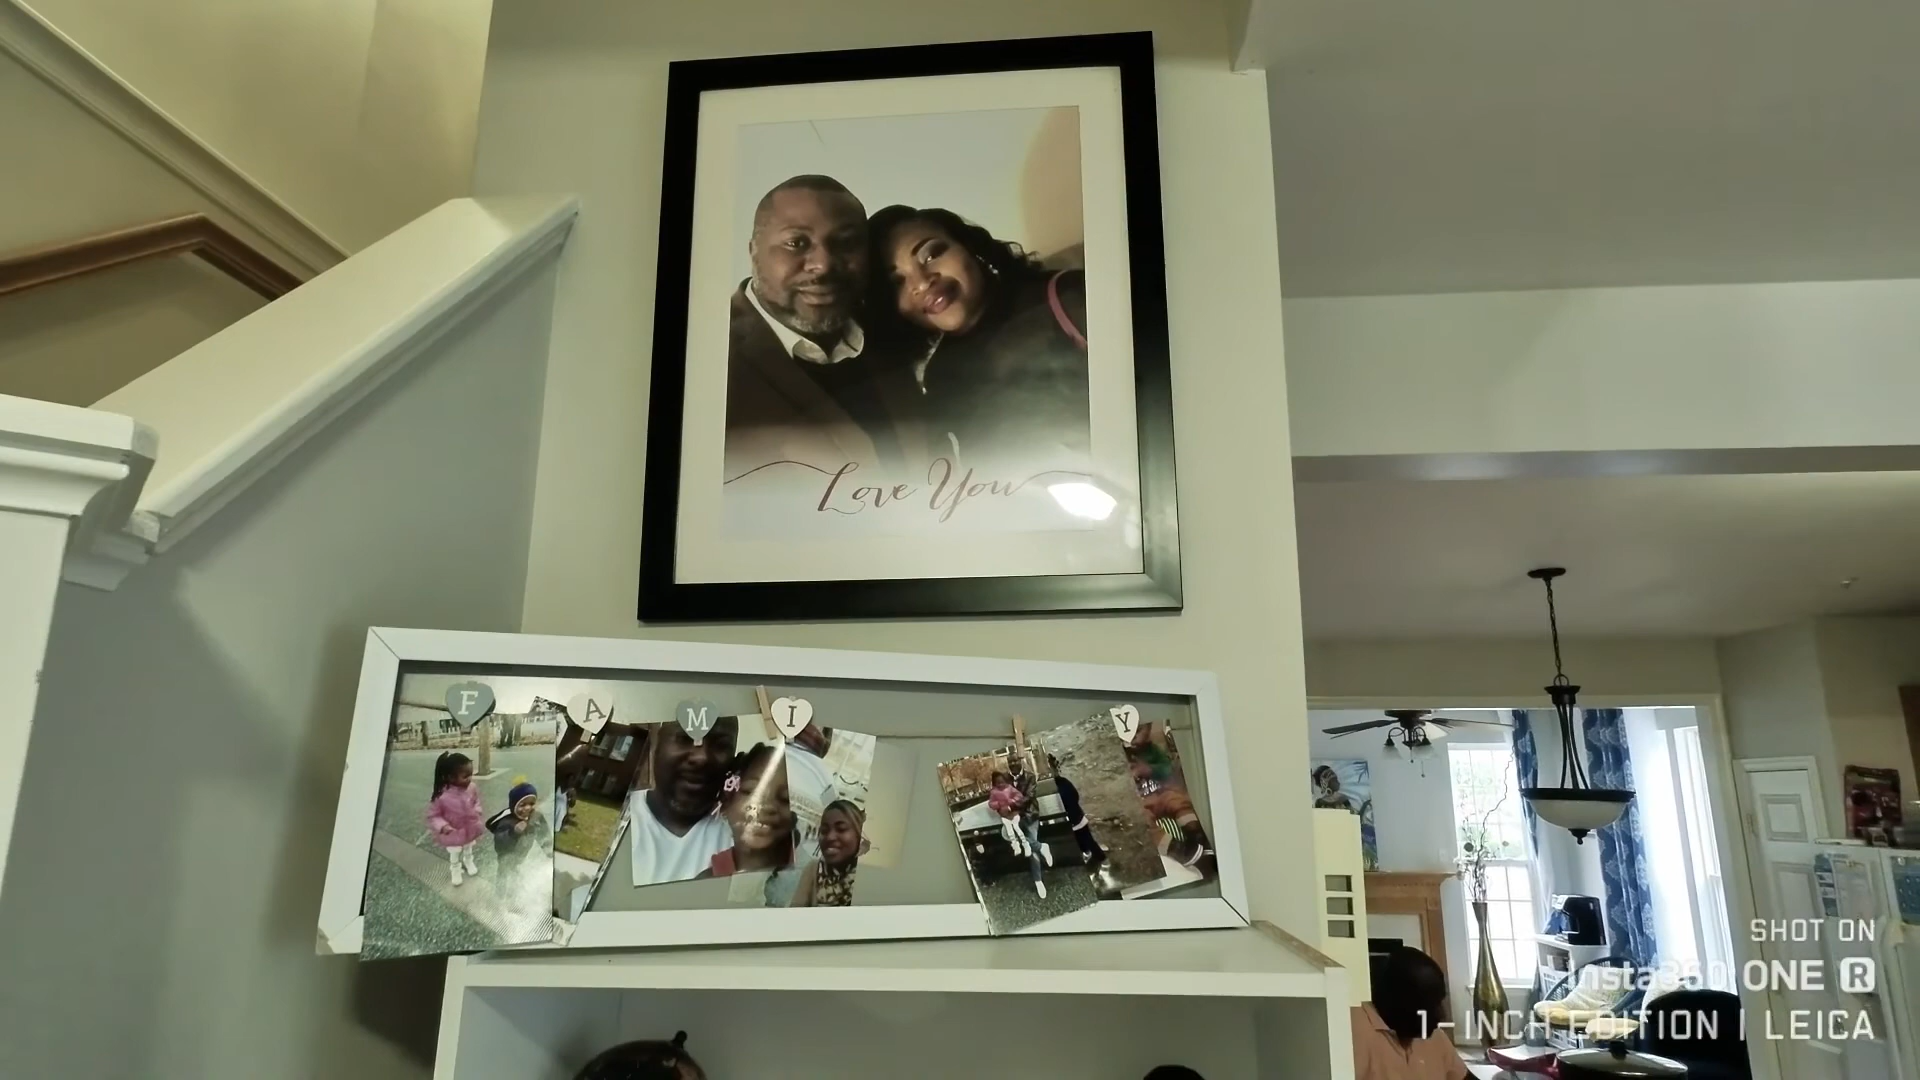 Love You
F A M I Y
SHOT ON
Insta360 ONE R
1-INCH EDITION | LEICA